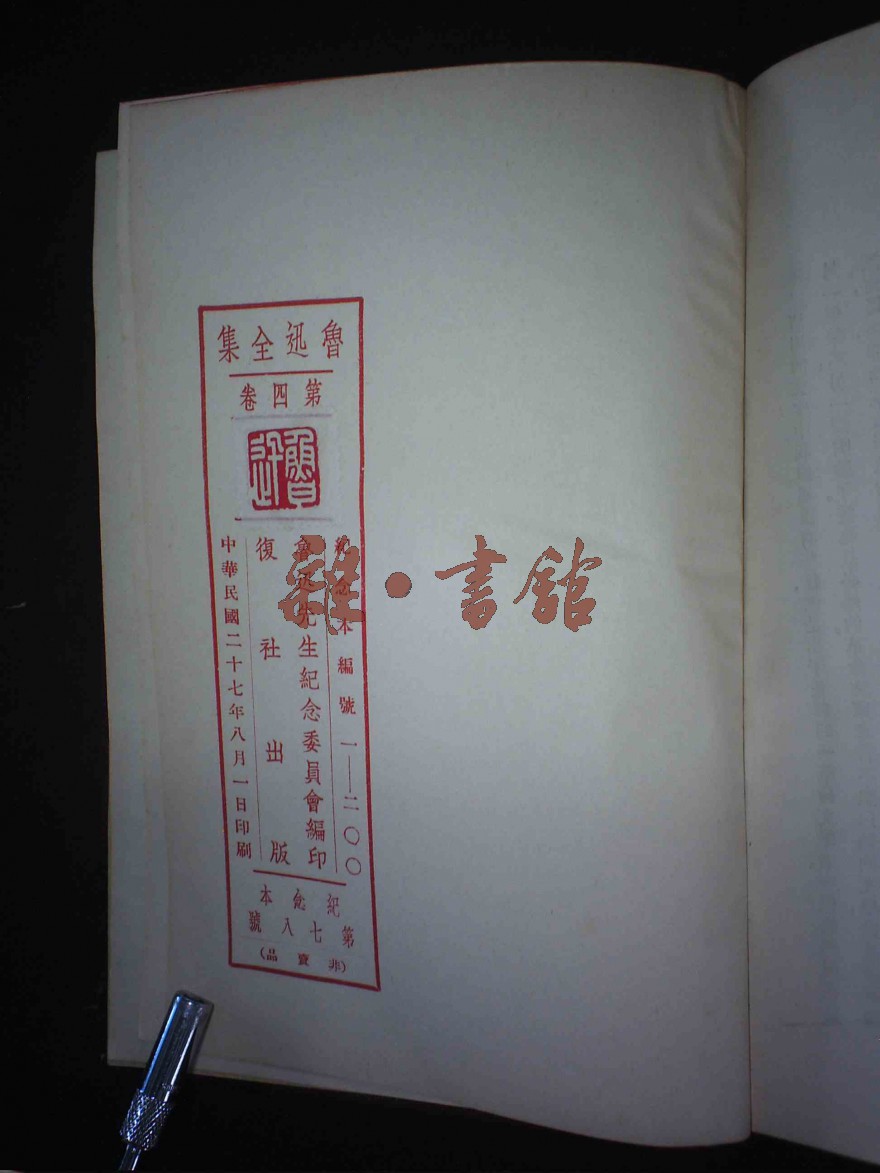 魯迅全集
第四卷
魯迅
紀念本編號一——二〇〇
魯迅先生紀念委員會編印
復社出版
中華民國二十七年八月一日印刷
紀念本
第七八號
(非賣品)
雜·書館